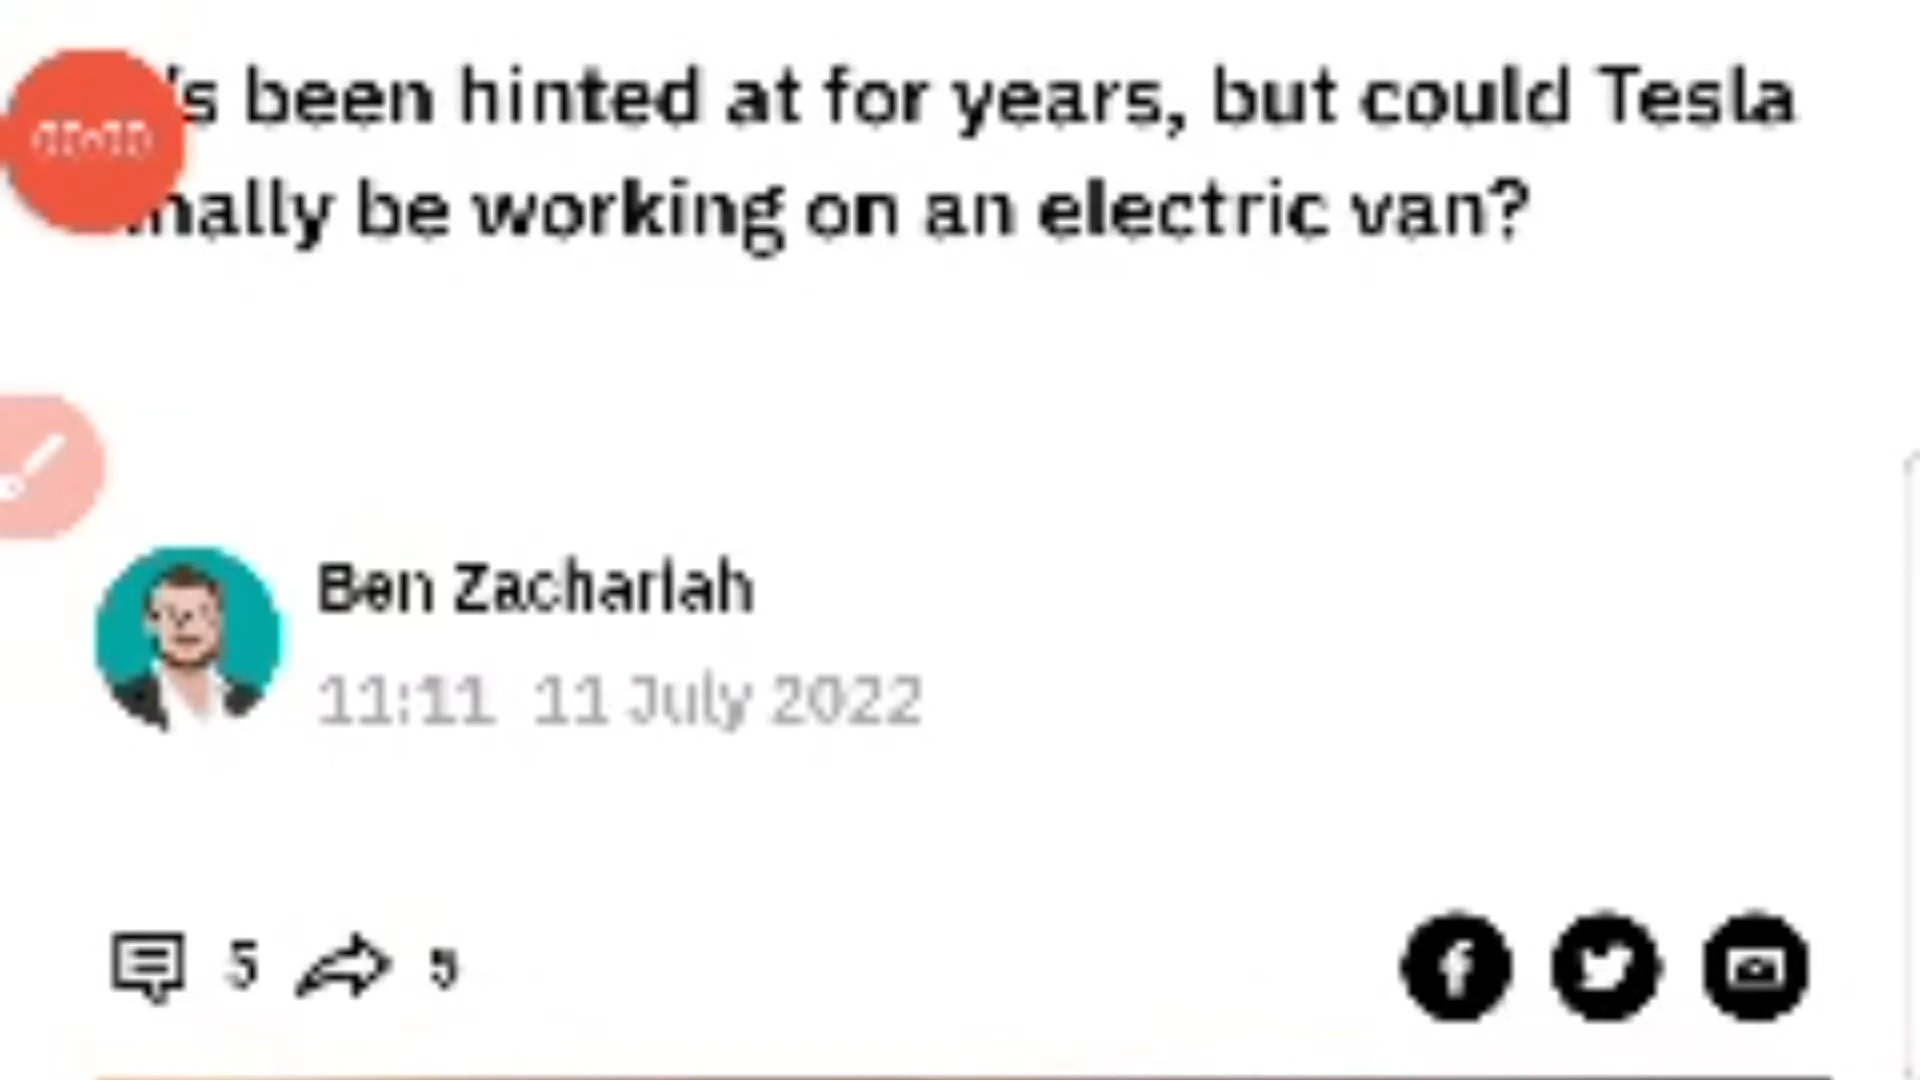 's been hinted at for years, but could Tesla
nally be working on an electric van?
Ben Zachariah
11:11 11 July 2022
5 9